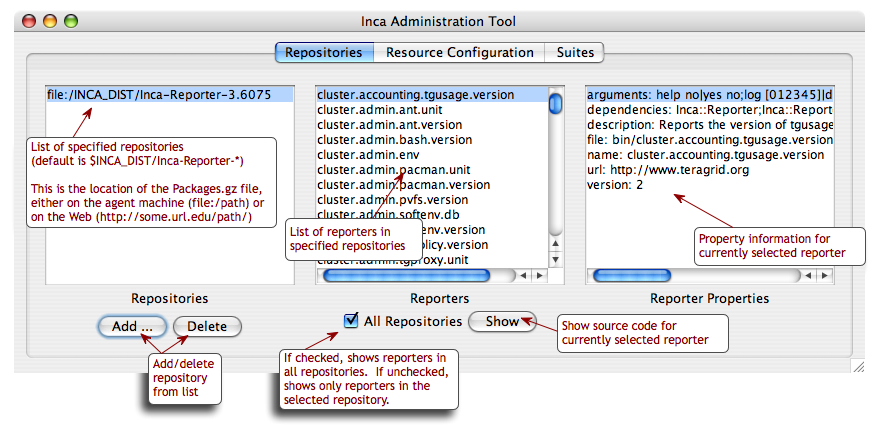 Inca Administration Tool
Repositories
Resource Configuration
Suites
file:/INCA_DIST/Inca-Reporter-3.6075
List of specified repositories
(default is $INCA_DIST/Inca-Reporter-*)
This is the location of the Packages.gz file,
either on the agent machine (file:/path) or
on the Web (http://some.url.edu/path/)
cluster.accounting.tgusage.version
cluster.admin.ant.unit
cluster.admin.ant.version
cluster.admin.bash.version
cluster.admin.env
cluster.admin.pacman.unit
cluster.admin.pacman.version
cluster.admin.pvfs.version
cluster.admin.softenv.db
env.version
olicy.version
cluster.admin.tgproxy.unit
List of reporters in
specified repositories
arguments: help no|yes no;log [012345]|d
dependencies: Inca::Reporter;Inca::Repor
description: Reports the version of tgusage
file: bin/cluster.accounting.tgusage.version
name: cluster.accounting.tgusage.version
url: http://www.teragrid.org
version: 2
Property information for
currently selected reporter
Repositories
Reporters
Reporter Properties
Add ...
Delete
All Repositories
Show
Add/delete
repository
from list
If checked, shows reporters in
all repositories. If unchecked,
shows only reporters in the
selected repository.
Show source code for
currently selected reporter